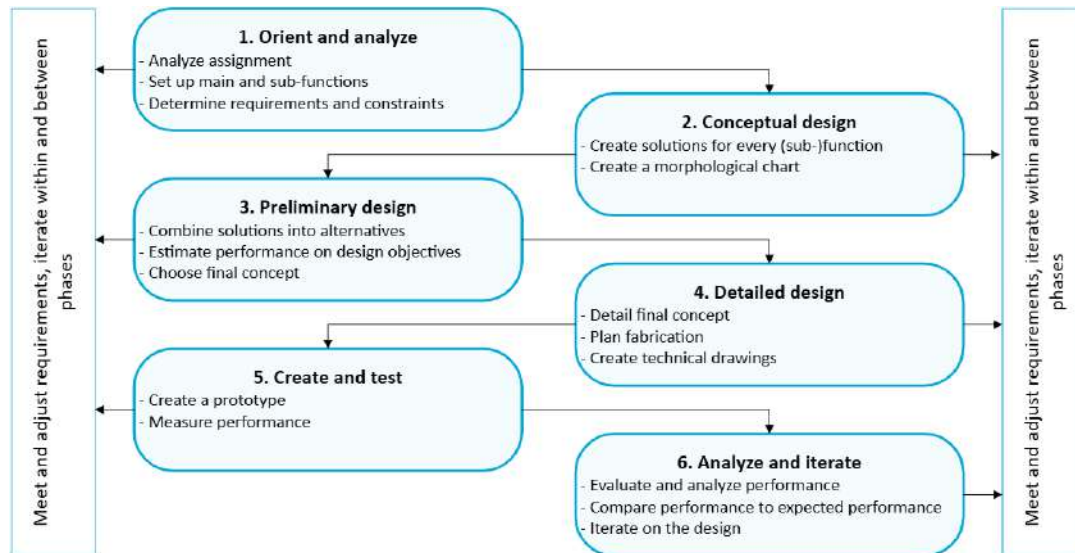 Meet and adjust requirements, iterate within and between
phases
1. Orient and analyze
- Analyze assignment
- Set up main and sub-functions
- Determine requirements and constraints
2. Conceptual design
- Create solutions for every (sub-)function
- Create a morphological chart
3. Preliminary design
- Combine solutions into alternatives
- Estimate performance on design objectives
- Choose final concept
4. Detailed design
- Detail final concept
- Plan fabrication
- Create technical drawings
5. Create and test
- Create a prototype
- Measure performance
6. Analyze and iterate
- Evaluate and analyze performance
- Compare performance to expected performance
- Iterate on the design
Meet and adjust requirements, iterate within and between
phases